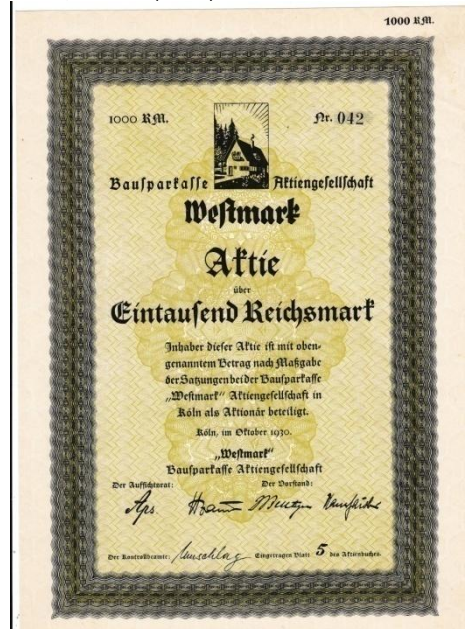 1000 RM.
1000 RM. Nr. 042
Bausparkasse Aktiengesellschaft
Westmark
Aktie
über
Eintausend Reichsmark
Inhaber dieser Aktie ist mit oben-
genanntem Betrag nach Maßgabe
der Satzungen bei der Bausparkasse
„Westmark“ Aktiengesellschaft in
Köln als Aktionär beteiligt.
Köln, im Oktober 1930.
„Westmark“
Bausparkasse Aktiengesellschaft
Der Aufsichtsrat: Der Vorstand:
Der Kontrollbeamte: Eingetragen Blatt 5 des Aktienbuches.